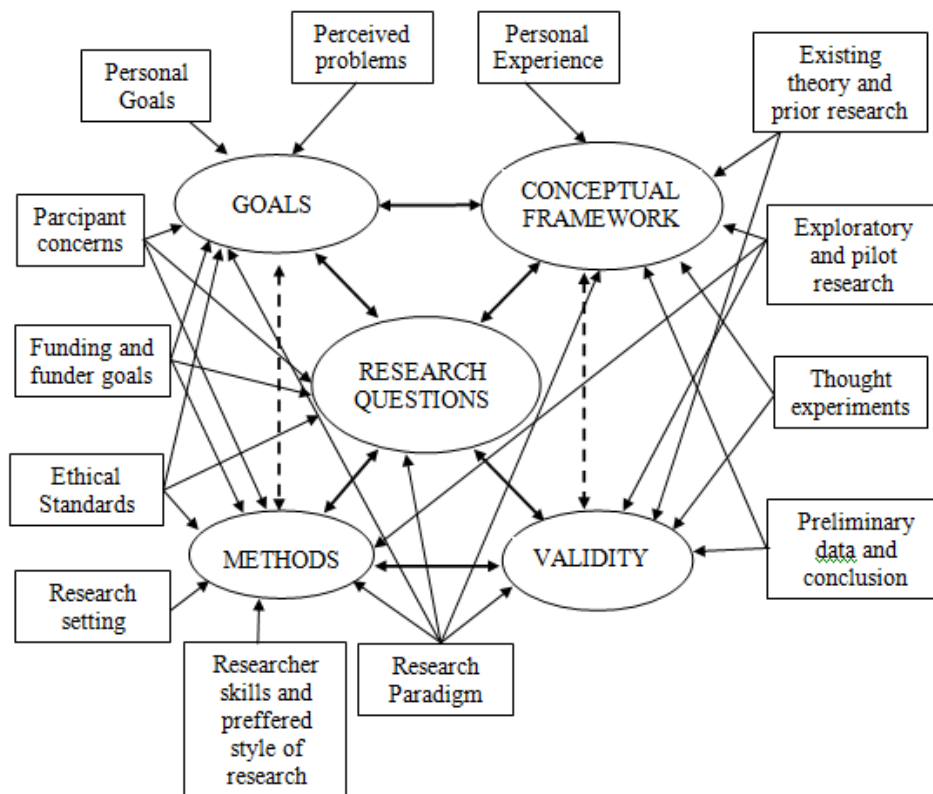 Perceived
problems
Personal
Experience
Existing
theory and
prior research
Personal
Goals
GOALS
CONCEPTUAL
FRAMEWORK
Parcipant
concerns
Exploratory
and pilot
research
Funding and
funder goals
RESEARCH
QUESTIONS
Thought
experiments
Ethical
Standards
METHODS
VALIDITY
Preliminary
data and
conclusion
Research
setting
Researcher
skills and
preffered
style of
research
Research
Paradigm